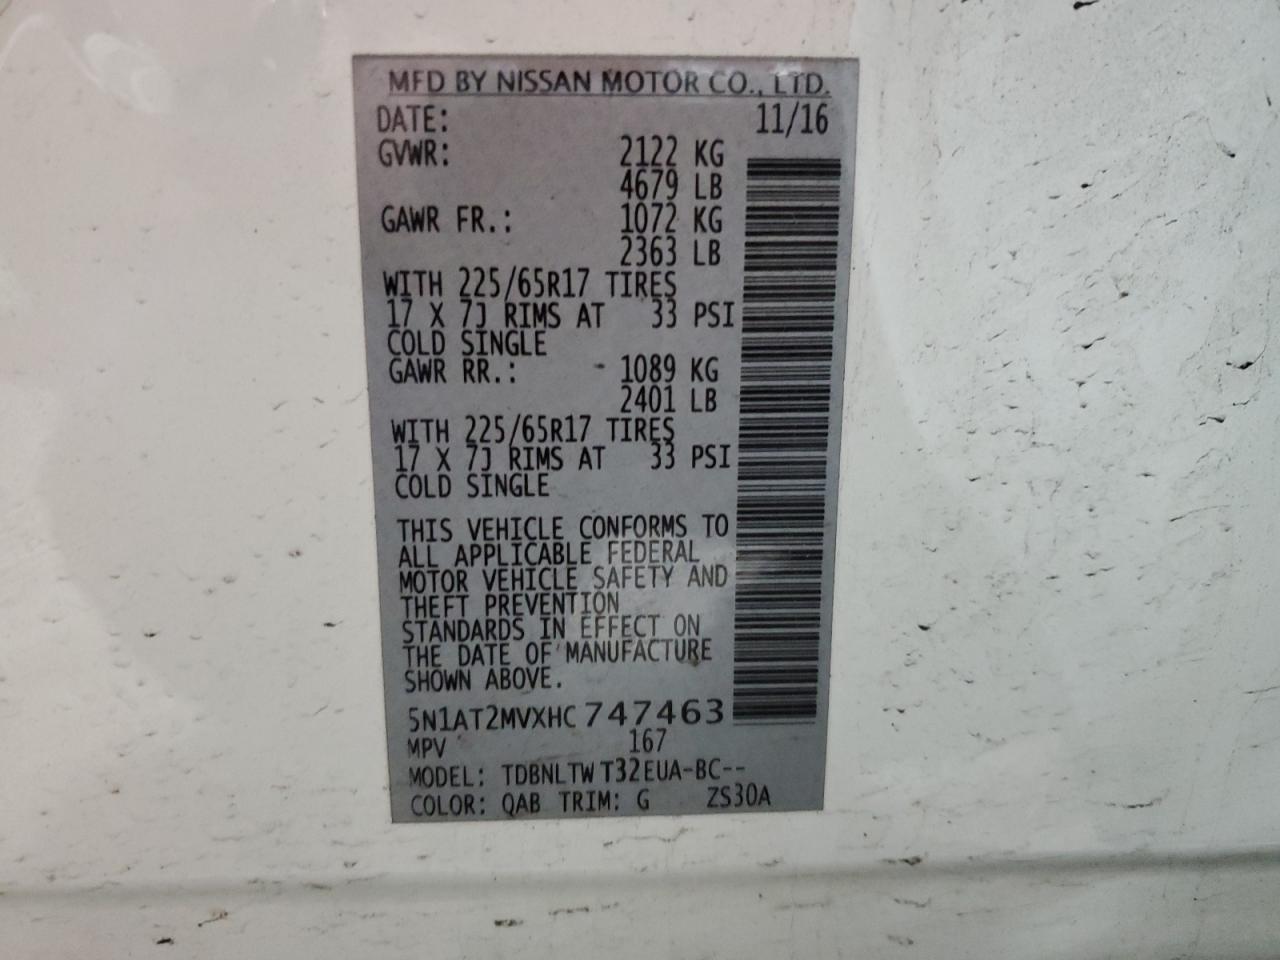 MFD BY NISSAN MOTOR CO., LTD.
DATE: 11/16
GVWR: 2122 KG
4679 LB
GAWR FR.: 1072 KG
2363 LB
WITH 225/65R17 TIRES
17 X 7J RIMS AT 33 PSI
COLD SINGLE
GAWR RR.: 1089 KG
2401 LB
WITH 225/65R17 TIRES
17 X 7J RIMS AT 33 PSI
COLD SINGLE
THIS VEHICLE CONFORMS TO
ALL APPLICABLE FEDERAL
MOTOR VEHICLE SAFETY AND
THEFT PREVENTION
STANDARDS IN EFFECT ON
THE DATE OF MANUFACTURE
SHOWN ABOVE.
5N1AT2MVXHC747463
MPV 167
MODEL: TDBNLTWT32EUA-BC--
COLOR: QAB TRIM: G ZS30A